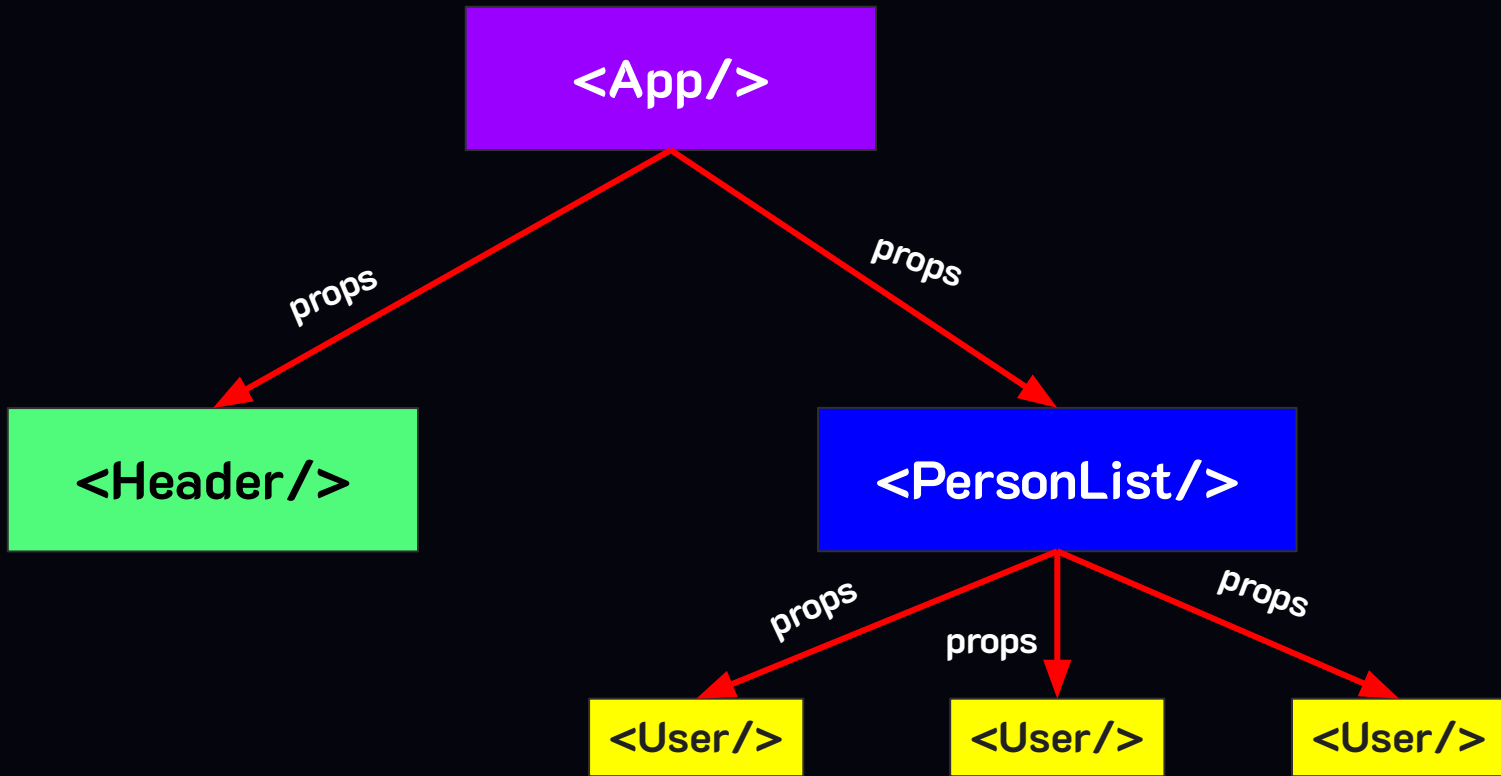 <App/>
props
props
<Header/>
<PersonList/>
props
props
props
<User/>
<User/>
<User/>